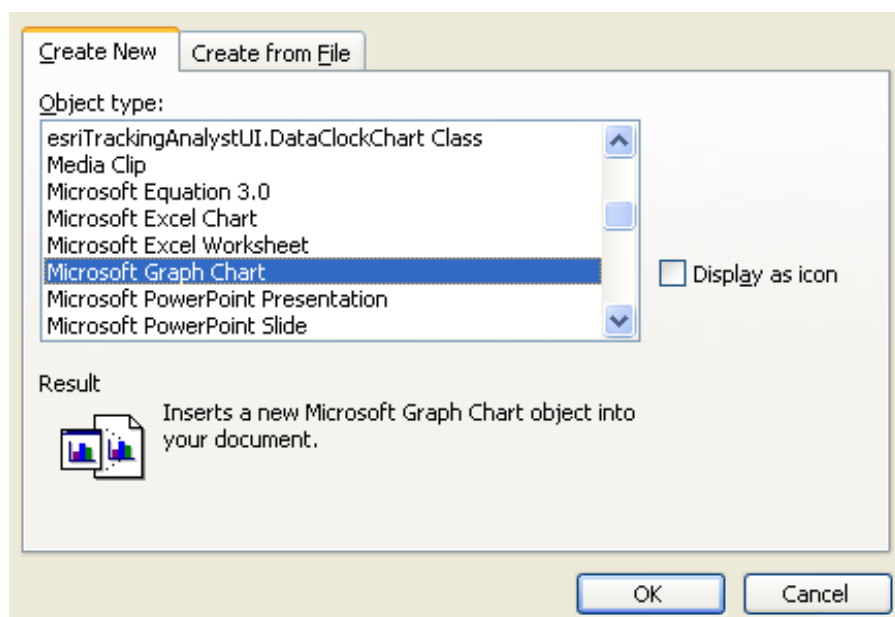 Create New
Create from File
Object type:
esriTrackingAnalystUI.DataClockChart Class
Media Clip
Microsoft Equation 3.0
Microsoft Excel Chart
Microsoft Excel Worksheet
Microsoft Graph Chart
Microsoft PowerPoint Presentation
Microsoft PowerPoint Slide
Display as icon
Result
Inserts a new Microsoft Graph Chart object into
your document.
OK
Cancel